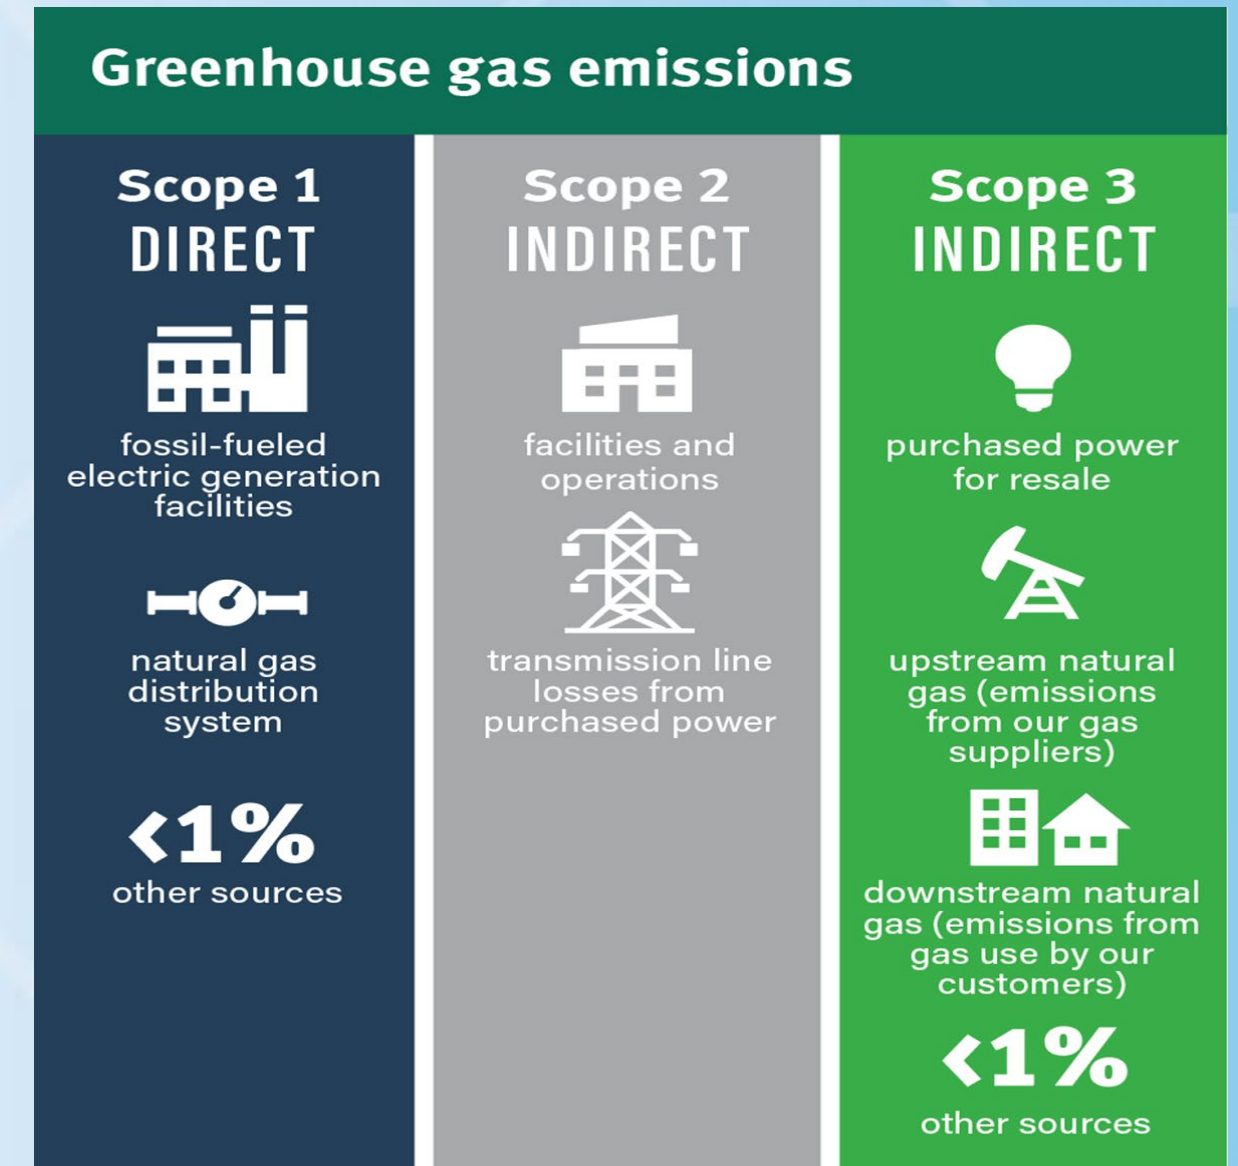 Greenhouse gas emissions
Scope 1
DIRECT
fossil-fueled
electric generation
facilities
natural gas
distribution
system
<1%
other sources
Scope 2
INDIRECT
facilities and
operations
transmission line
losses from
purchased power
Scope 3
INDIRECT
purchased power
for resale
upstream natural
gas (emissions
from our gas
suppliers)
downstream natural
gas (emissions from
gas use by our
customers)
<1%
other sources